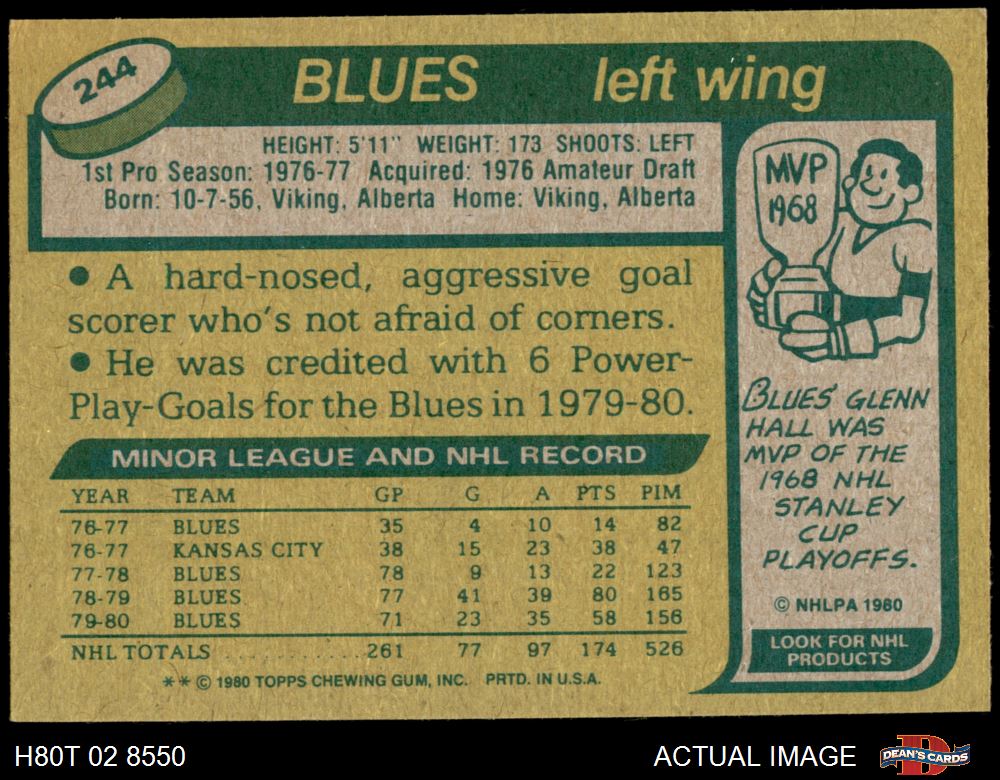 244
BLUES left wing
HEIGHT: 5'11" WEIGHT: 173 SHOOTS: LEFT
1st Pro Season: 1976-77 Acquired: 1976 Amateur Draft
Born: 10-7-56, Viking, Alberta Home: Viking, Alberta
● A hard-nosed, aggressive goal
scorer who's not afraid of corners.
● He was credited with 6 Power-
Play-Goals for the Blues in 1979-80.
MINOR LEAGUE AND NHL RECORD
YEAR TEAM GP G A PTS PIM
76-77 BLUES 35 4 10 14 82
76-77 KANSAS CITY 38 15 23 38 47
77-78 BLUES 78 9 13 22 123
78-79 BLUES 77 41 39 80 165
79-80 BLUES 71 23 35 58 156
NHL TOTALS ............261 77 97 174 526
** © 1980 TOPPS CHEWING GUM, INC. PRTD. IN U.S.A.
MVP
1968
BLUES' GLENN
HALL WAS
MVP OF THE
1968 NHL
STANLEY
CUP
PLAYOFFS.
© NHLPA 1980
LOOK FOR NHL
PRODUCTS
H80T 02 8550 ACTUAL IMAGE
DEAN'S CARDS